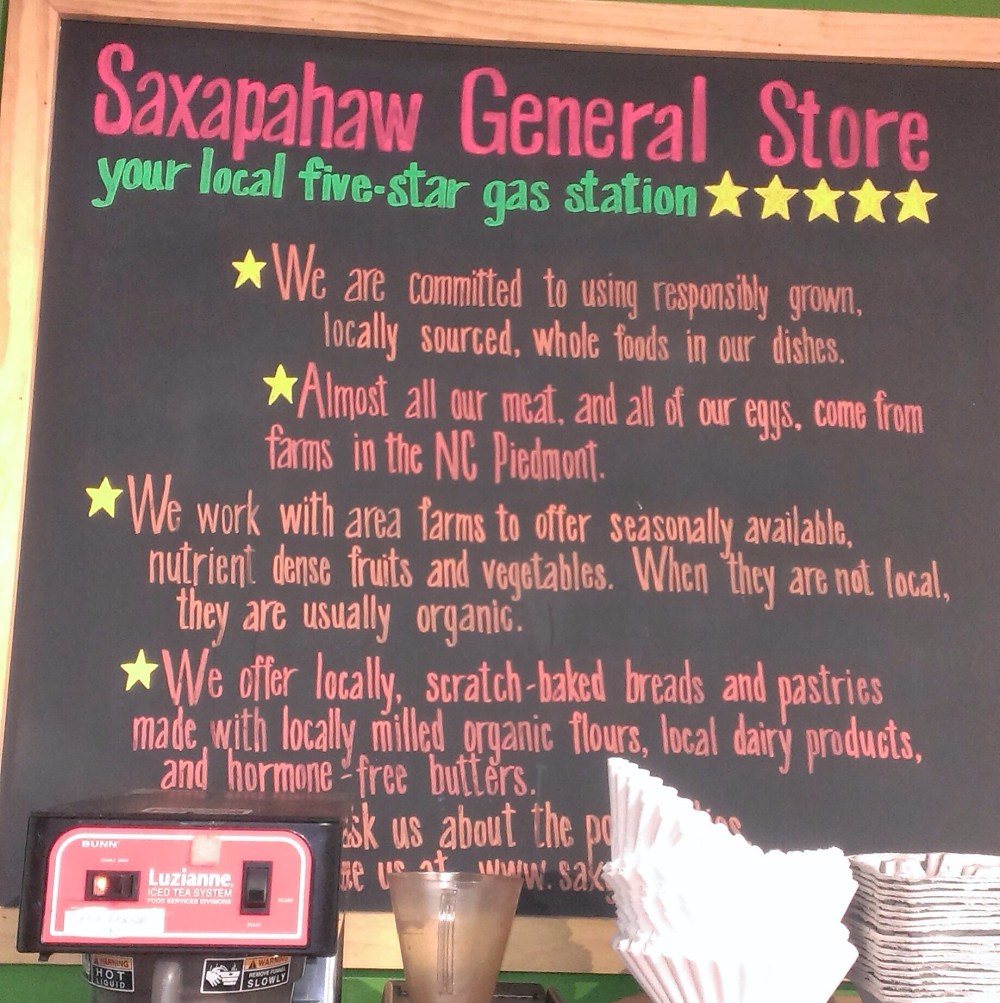 Saxapahaw General Store
your local five-star gas station
We are committed to using responsibly grown,
locally sourced, whole foods in our dishes.
Almost all our meat, and all of our eggs, come from
farms in the NC Piedmont.
We work with area farms to offer seasonally available,
nutrient dense fruits and vegetables. When they are not local,
they are usually organic.
We offer locally, scratch-baked breads and pastries
made with locally milled organic flours, local dairy products,
and hormone-free butters.
ask us about the
us at www.sax
BUNN
Luzianne
ICED TEA SYSTEM
FOOD SERVICES DIVISIONS
START
WARNING
HOT
LIQUID
WARNING
REMOVE FUNNEL
SLOWLY